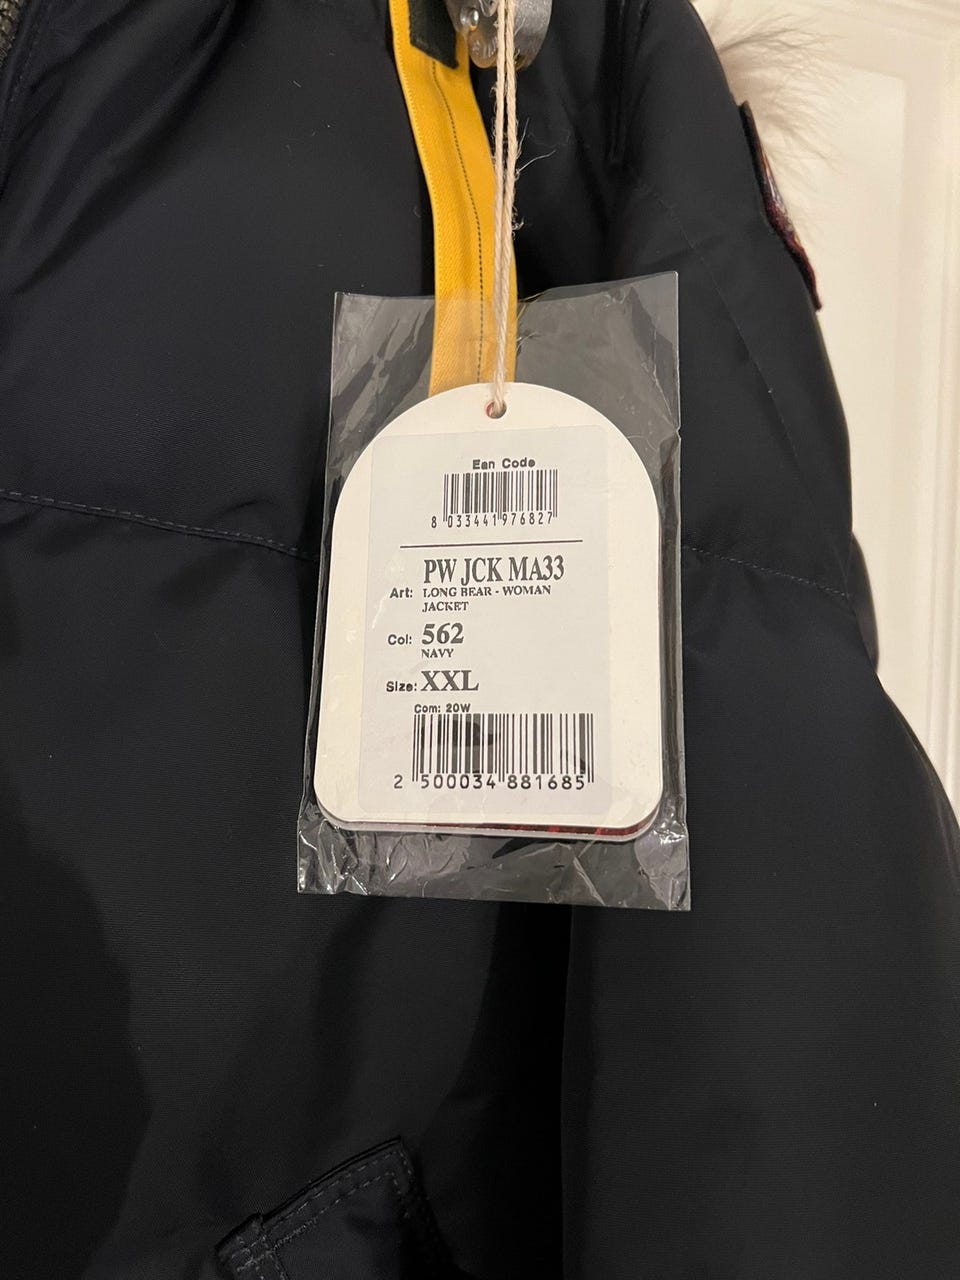 Ean Code
8 033441 976827
PW JCK MA33
Art: LONG BEAR - WOMAN
JACKET
Col: 562
NAVY
Size: XXL
Com: 20W
2 500034 881685